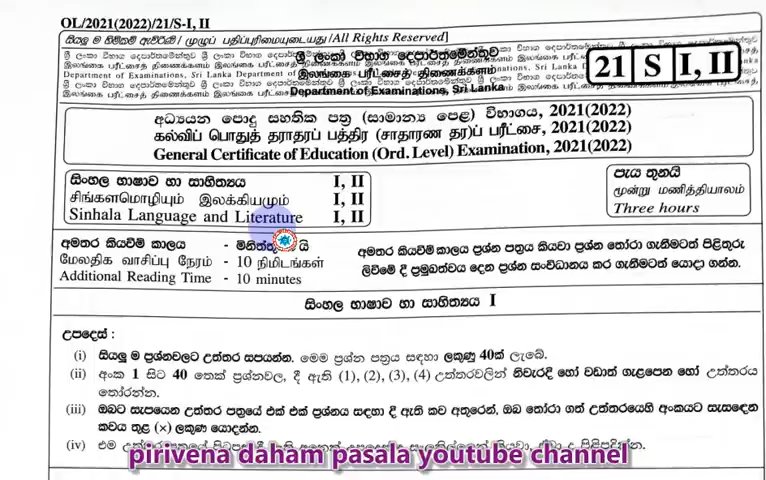 OL/2021(2022)/21/S-I, II
සියලු ම හිමිකම් ඇවිරිණි / முழுப் பதிப்புரிமையுடையது / All Rights Reserved]
ශ්‍රී ලංකා විභාග දෙපාර්තමේන්තුව
இலங்கைப் பரீட்சைத் திணைக்களம்
Department of Examinations, Sri Lanka
21 S I, II
අධ්‍යයන පොදු සහතික පත්‍ර (සාමාන්‍ය පෙළ) විභාගය, 2021(2022)
கல்விப் பொதுத் தராதரப் பத்திர (சாதாரண தர)ப் பரீட்சை, 2021(2022)
General Certificate of Education (Ord. Level) Examination, 2021(2022)
සිංහල භාෂාව හා සාහිත්‍යය I, II
சிங்களமொழியும் இலக்கியமும் I, II
Sinhala Language and Literature I, II
පැය තුනයි
மூன்று மணித்தியாலம்
Three hours
අමතර කියවීම් කාලය -
மேலதிக வாசிப்பு நேரம் - 10 நிமிடங்கள்
Additional Reading Time - 10 minutes
අමතර කියවීම් කාලය ප්‍රශ්න පත්‍රය කියවා ප්‍රශ්න තෝරා ගැනීමටත් පිළිතුරු
ලිවීමේ දී ප්‍රමුඛත්වය දෙන ප්‍රශ්න සංවිධානය කර ගැනීමටත් යොදා ගන්න.
සිංහල භාෂාව හා සාහිත්‍යය I
උපදෙස් :
(i) සියලු ම ප්‍රශ්නවලට උත්තර සපයන්න. මෙම ප්‍රශ්න පත්‍රය සඳහා ලකුණු 40ක් ලැබේ.
(ii) අංක 1 සිට 40 තෙක් ප්‍රශ්නවල, දී ඇති (1), (2), (3), (4) උත්තරවලින් නිවැරදි හෝ වඩාත් ගැළපෙන හෝ උත්තරය
තෝරන්න.
(iii) ඔබට සැපයෙන උත්තර පත්‍රයේ එක් එක් ප්‍රශ්නය සඳහා දී ඇති කව අතුරෙන්, ඔබ තෝරා ගත් උත්තරයෙහි අංකයට සැසඳෙන
කවය තුළ (×) ලකුණ යොදන්න.
(iv) එම
pirivena daham pasala youtube channel